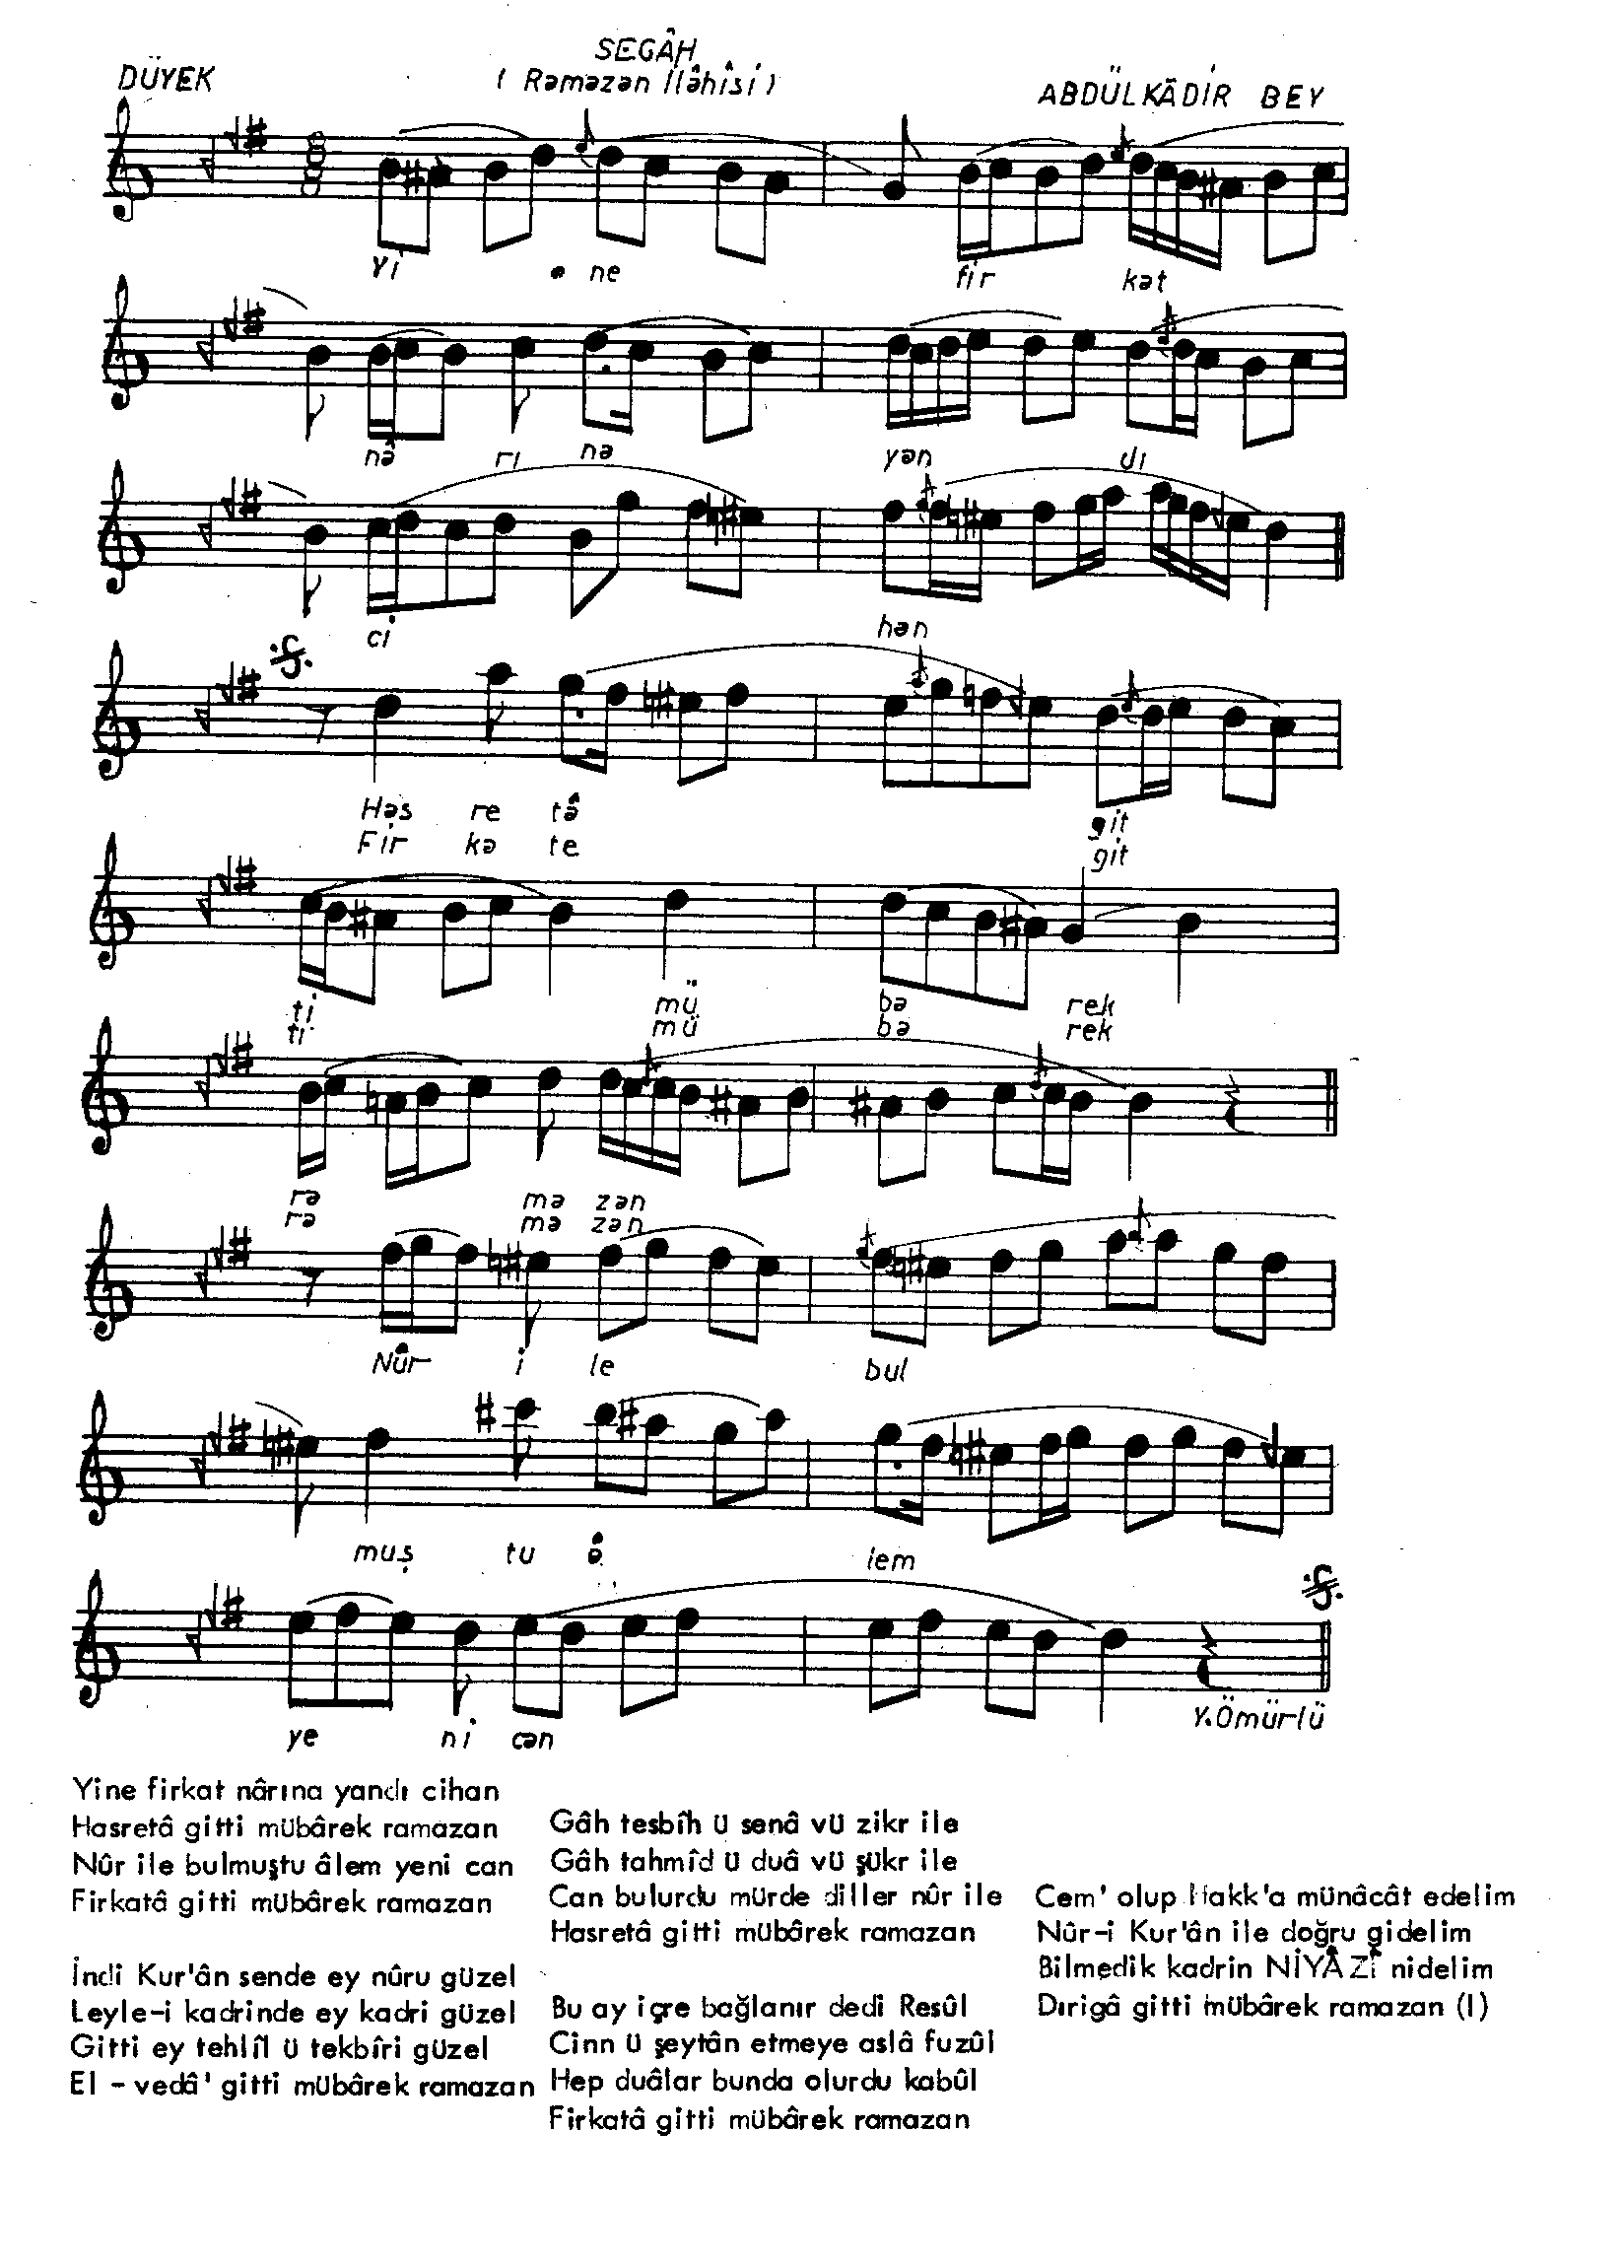 SEGÂH
DÜYEK
( Ramazan İlâhîsi )
ABDÜLKÂDİR BEY
Yi e ne fir kat
nâ rı na yan dı
ci han
Has re tâ git
Fir ka te git
ti mü ba rek
ti mü ba rek
ra ma zan
ra ma zan
Nûr i le bul
muş tu â lem
ye ni can
Y.Ömürlü
Yine firkat nârına yandı cihan
Hasretâ gitti mübârek ramazan
Nûr ile bulmuştu âlem yeni can
Firkatâ gitti mübârek ramazan
İndi Kur'ân sende ey nûru güzel
Leyle-i kadrinde ey kadri güzel
Gitti ey tehlîl ü tekbîri güzel
El - vedâ' gitti mübârek ramazan
Gâh tesbîh ü senâ vü zikr ile
Gâh tahmîd ü duâ vü şükr ile
Can bulurdu mürde diller nûr ile
Hasretâ gitti mübârek ramazan
Bu ay içre bağlanır dedi Resûl
Cinn ü şeytân etmeye aslâ fuzûl
Hep duâlar bunda olurdu kabûl
Firkatâ gitti mübârek ramazan
Cem' olup Hakk'a münâcât edelim
Nûr-i Kur'ân ile doğru gidelim
Bilmedik kadrin NİYÂZÎ nidelim
Dırigâ gitti mübârek ramazan (I)